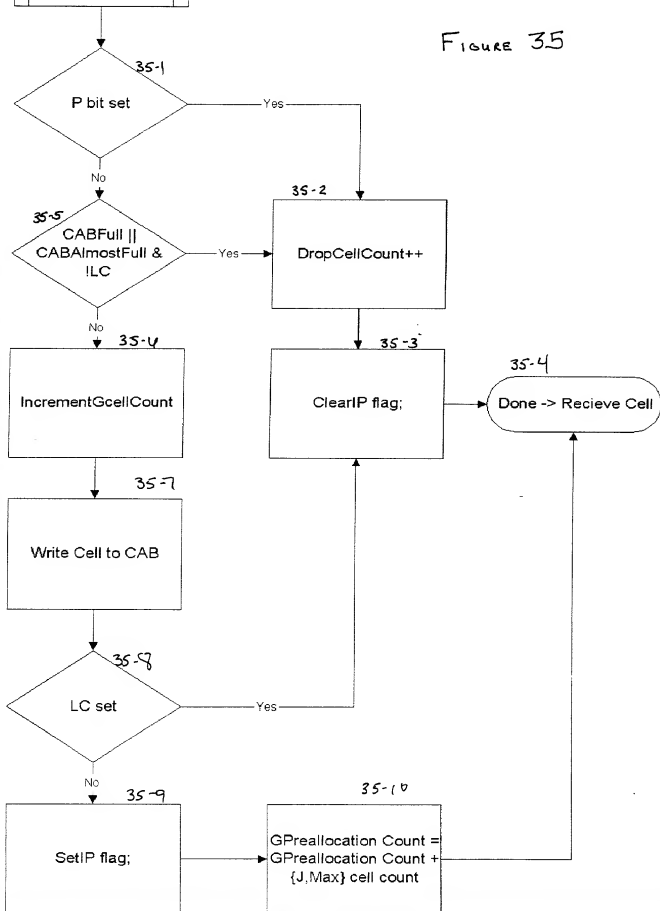 FIGURE 35
35-1
P bit set
Yes
No
35-2
35-5
CABFull ||
CABAlmostFull &
!LC
Yes
DropCellCount++
No
35-6
35-3
35-4
IncrementGcellCount
ClearIP flag;
Done -> Recieve Cell
35-7
Write Cell to CAB
35-8
LC set
Yes
No
35-9
35-10
SetIP flag;
GPreallocation Count =
GPreallocation Count +
{J,Max} cell count